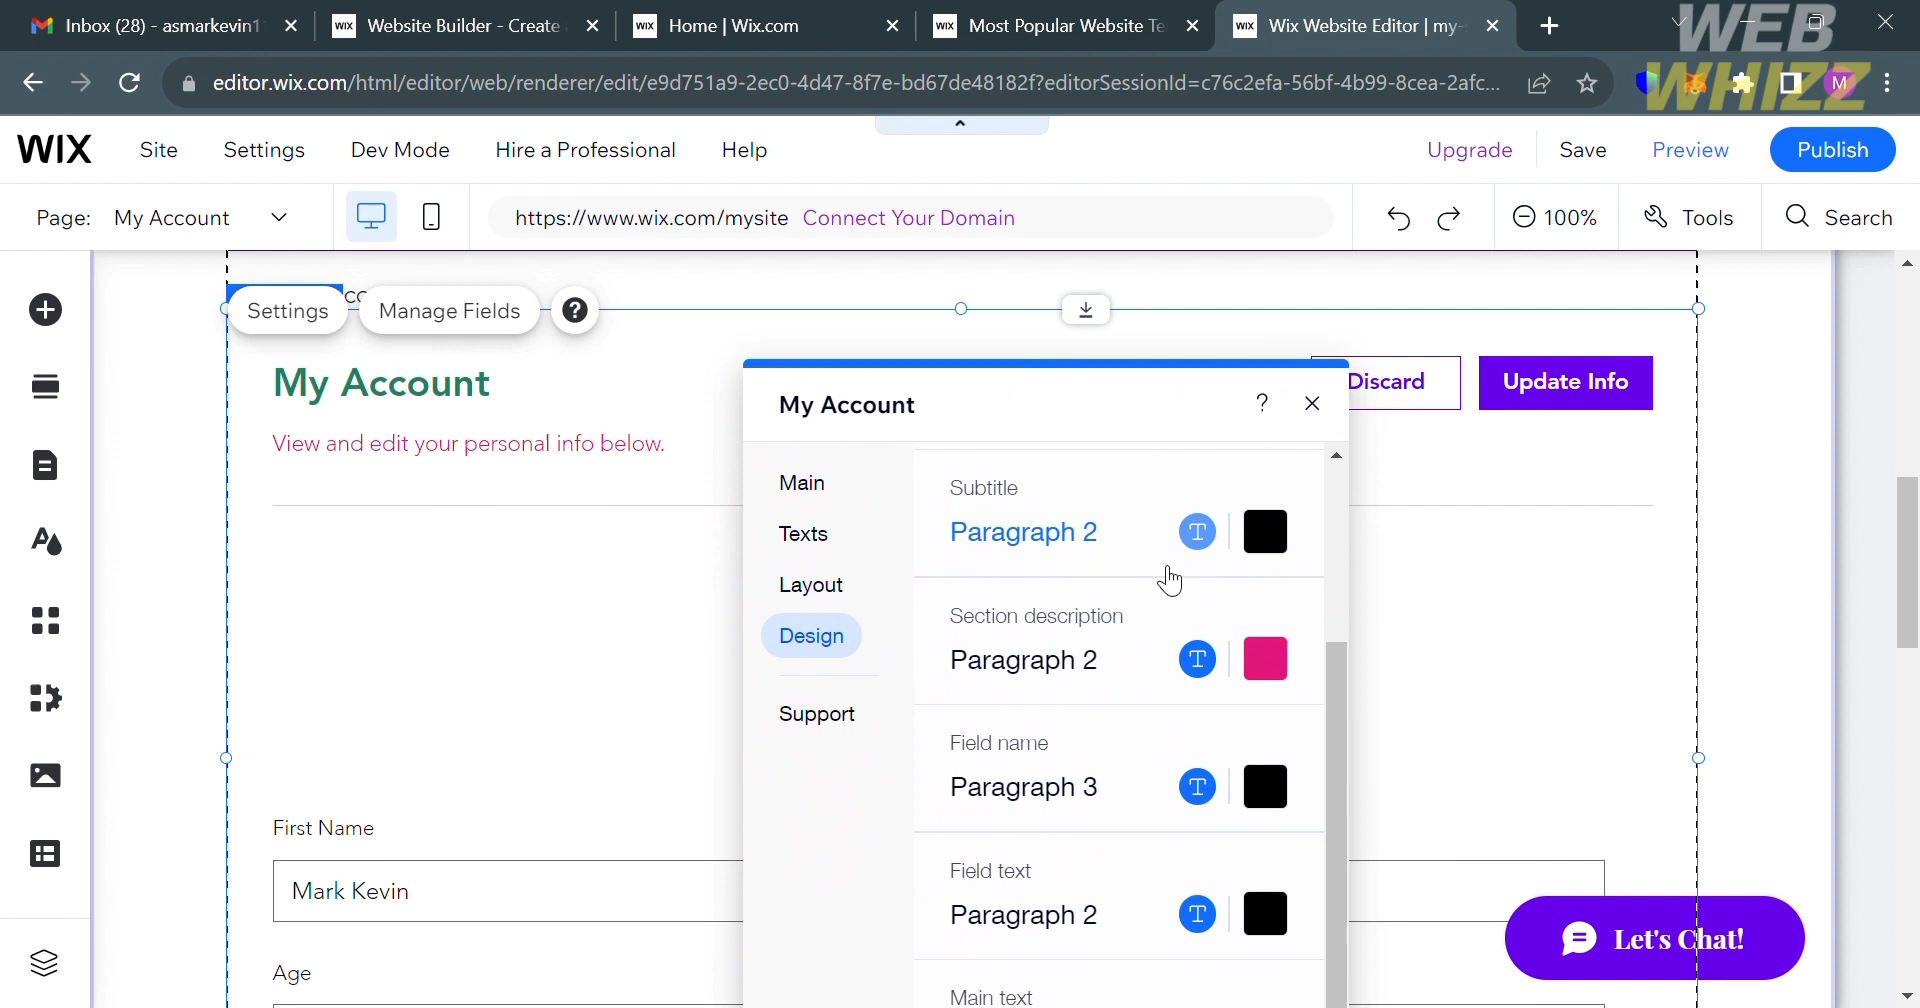 Inbox (28) - asmarkevin1
WIX Website Builder - Create
WIX Home | Wix.com
WIX Most Popular Website Te
WIX Wix Website Editor | my-
WEB
WHIZZ
editor.wix.com/html/editor/web/renderer/edit/e9d751a9-2ec0-4d47-8f7e-bd67de48182f?editorSessionId=c76c2efa-56bf-4b99-8cea-2afc...
M
WIX Site Settings Dev Mode Hire a Professional Help Upgrade Save Preview Publish
Page: My Account https://www.wix.com/mysite Connect Your Domain 100% Tools Search
Settings Manage Fields ?
My Account
View and edit your personal info below.
Discard Update Info
My Account ?
Main
Texts
Layout
Design
Support
Subtitle
Paragraph 2 T
Section description
Paragraph 2 T
Field name
Paragraph 3 T
Field text
Paragraph 2 T
Main text
First Name
Mark Kevin
Age
Let's Chat!